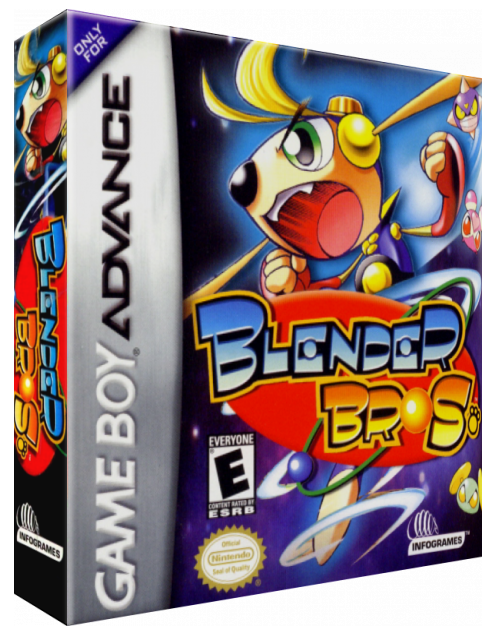 ONLY
FOR
GAME BOY ADVANCE
BLENDER
BROS.
BLENDER
BROS.
EVERYONE
E
CONTENT RATED BY
ESRB
Official
Nintendo
Seal of Quality
INFOGRAMES
INFOGRAMES